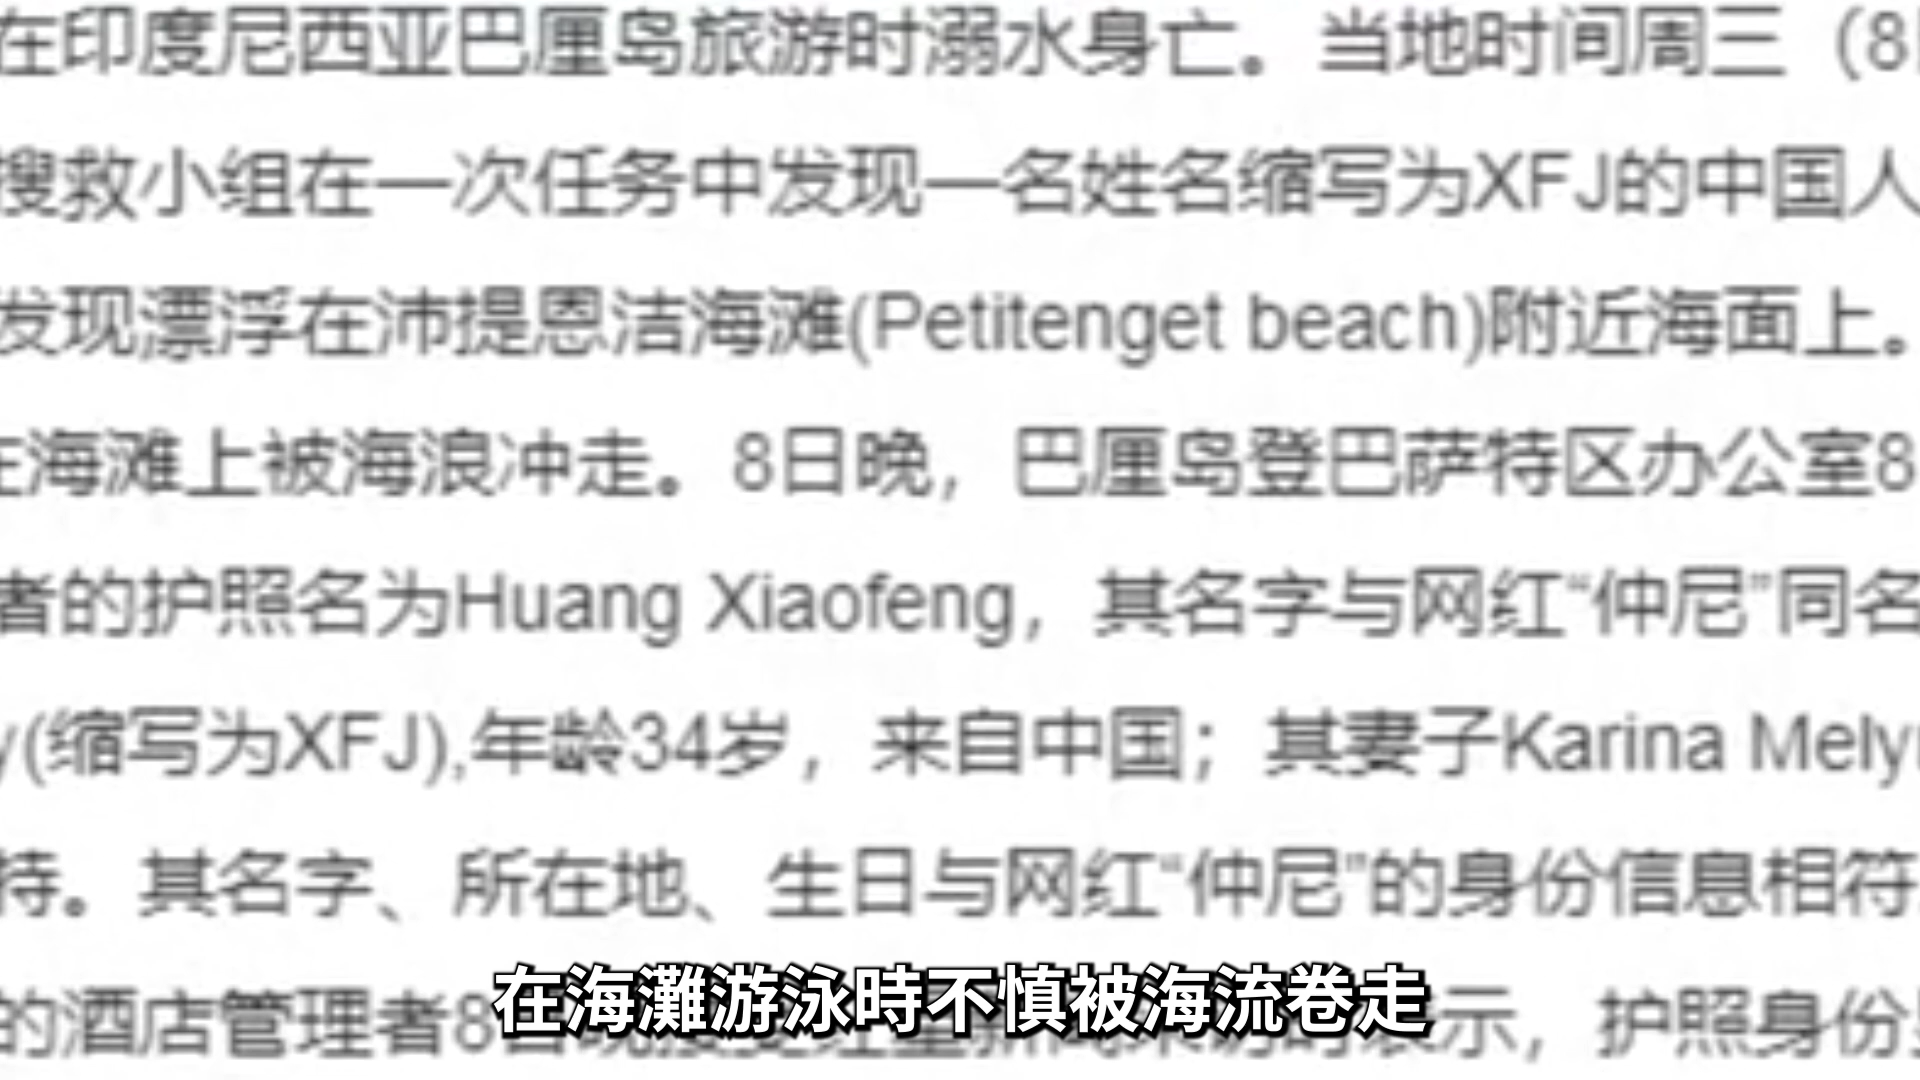 在印度尼西亚巴厘岛旅游时溺水身亡。当地时间周三（8
搜救小组在一次任务中发现一名姓名缩写为XFJ的中国人
发现漂浮在沛提恩洁海滩(Petitenget beach)附近海面上。
在海滩上被海浪冲走。8日晚，巴厘岛登巴萨特区办公室8
者的护照名为Huang Xiaofeng，其名字与网红“仲尼”同名
y(缩写为XFJ),年龄34岁，来自中国；其妻子Karina Mely
持。其名字、所在地、生日与网红“仲尼”的身份信息相符
的酒店管理者8 表示，护照身份
在海灘游泳時不慎被海流卷走